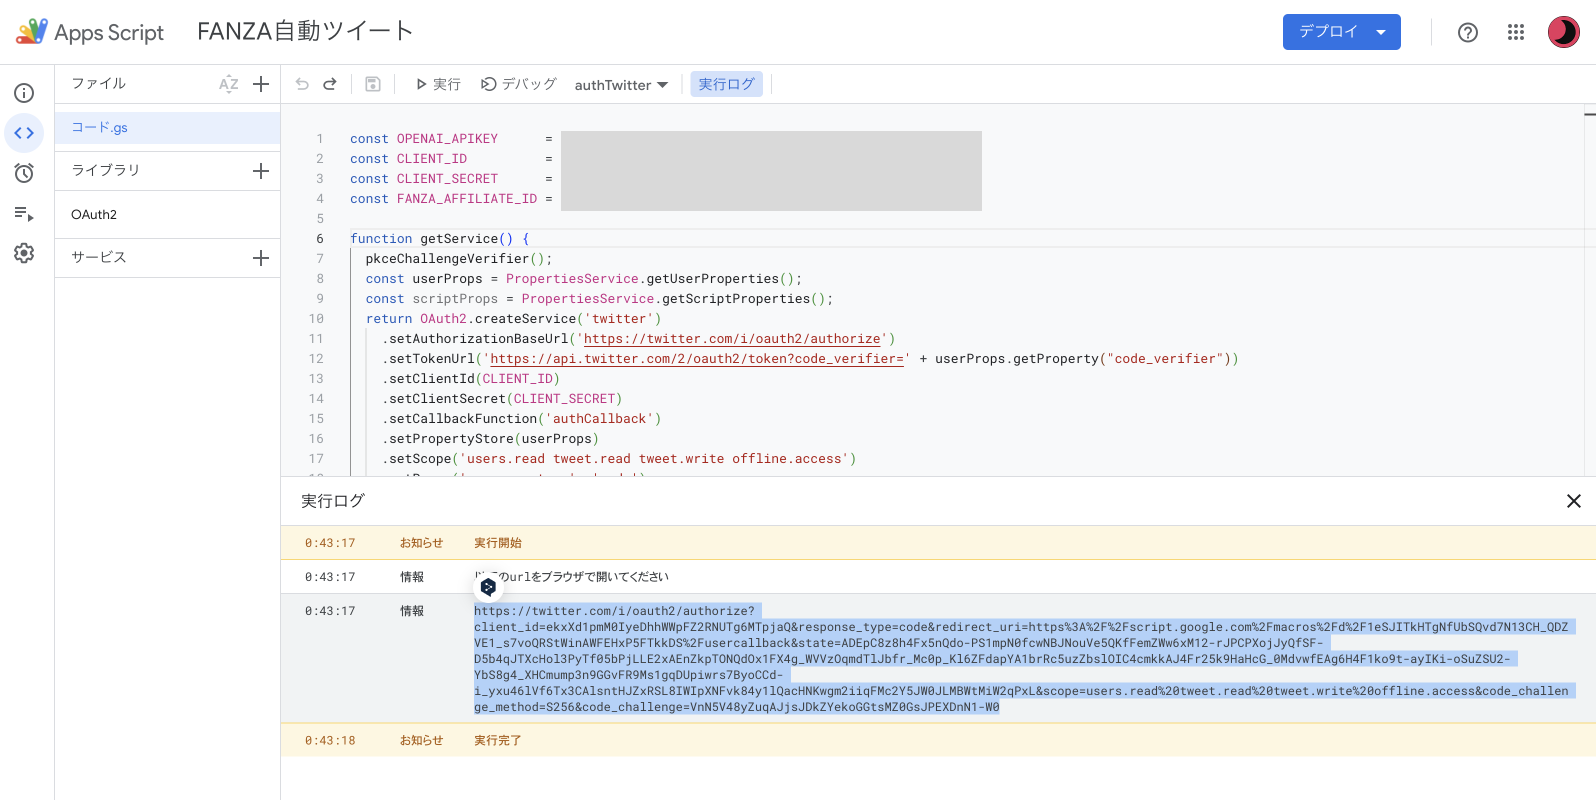 Apps Script
FANZA自動ツイート
デプロイ
ファイル
AZ
実行
デバッグ
authTwitter
実行ログ
コード.gs
ライブラリ
OAuth2
サービス
1 const OPENAI_APIKEY =
2 const CLIENT_ID =
3 const CLIENT_SECRET =
4 const FANZA_AFFILIATE_ID =
5
6 function getService() {
7 pkceChallengeVerifier();
8 const userProps = PropertiesService.getUserProperties();
9 const scriptProps = PropertiesService.getScriptProperties();
10 return OAuth2.createService('twitter')
11 .setAuthorizationBaseUrl('https://twitter.com/i/oauth2/authorize')
12 .setTokenUrl('https://api.twitter.com/2/oauth2/token?code_verifier=' + userProps.getProperty("code_verifier"))
13 .setClientId(CLIENT_ID)
14 .setClientSecret(CLIENT_SECRET)
15 .setCallbackFunction('authCallback')
16 .setPropertyStore(userProps)
17 .setScope('users.read tweet.read tweet.write offline.access')
実行ログ
0:43:17 お知らせ 実行開始
0:43:17 情報 のurlをブラウザで開いてください
0:43:17 情報 https://twitter.com/i/oauth2/authorize?
client_id=ekxXd1pmM0IyeDhhWWpFZ2RNUTg6MTpjaQ&response_type=code&redirect_uri=https%3A%2F%2Fscript.google.com%2Fmacros%2Fd%2F1eSJITkHTgNfUbSQvd7N13CH_QDZ
VE1_s7voQRStWinAWFEHxP5FTkkDS%2Fusercallback&state=ADEpC8z8h4Fx5nQdo-PS1mpN0fcwNBJNouVe5QKfFemZWw6xM12-rJPCPXojJyQfSF-
D5b4qJTXcHol3PyTf05bPjLLE2xAEnZkpTONQdOx1FX4g_WVVzOqmdTlJbfr_Mc0p_Kl6ZFdapYA1brRc5uzZbslOIC4cmkkAJ4Fr25k9HaHcG_0MdvwfEAg6H4F1ko9t-ayIKi-oSuZSU2-
YbS8g4_XHCmump3n9GGvFR9Ms1gqDUpiwrs7ByoCCd-
i_yxu46lVf6Tx3CAlsntHJZxRSL8IWIpXNFvk84y1lQacHNKwgm2iiqFMc2Y5JW0JLMBWtMiW2qPxL&scope=users.read%20tweet.read%20tweet.write%20offline.access&code_challen
ge_method=S256&code_challenge=VnN5V48yZuqAJjsJDkZYekoGGtsMZ0GsJPEXDnN1-W0
0:43:18 お知らせ 実行完了